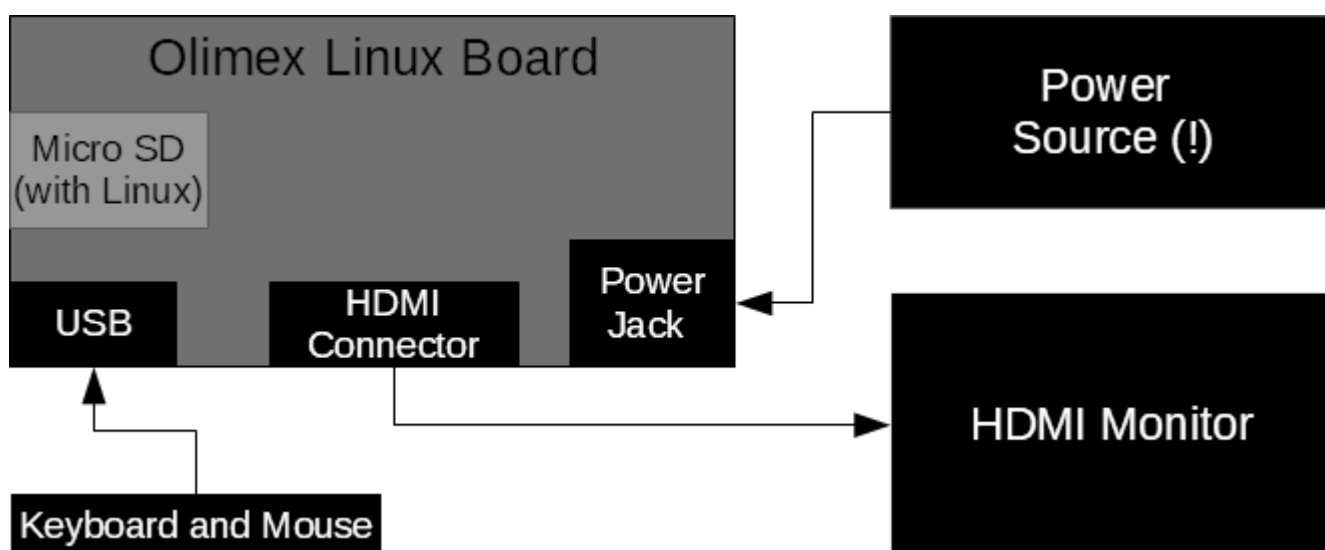 Olimex Linux Board
Micro SD
(with Linux)
USB
HDMI
Connector
Power
Jack
Power
Source (!)
HDMI Monitor
Keyboard and Mouse